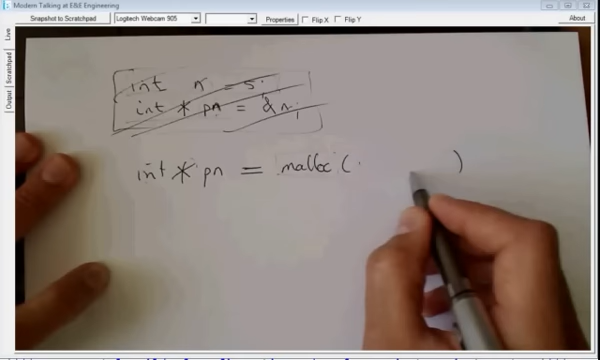 Modern Talking at E&E Engineering
Snapshot to Scratchpad Logitech Webcam 905 Properties Flip X Flip Y About
Live
Scratchpad
Output
int n = 5;
int * pn = & n;
int * pn = malloc ( )